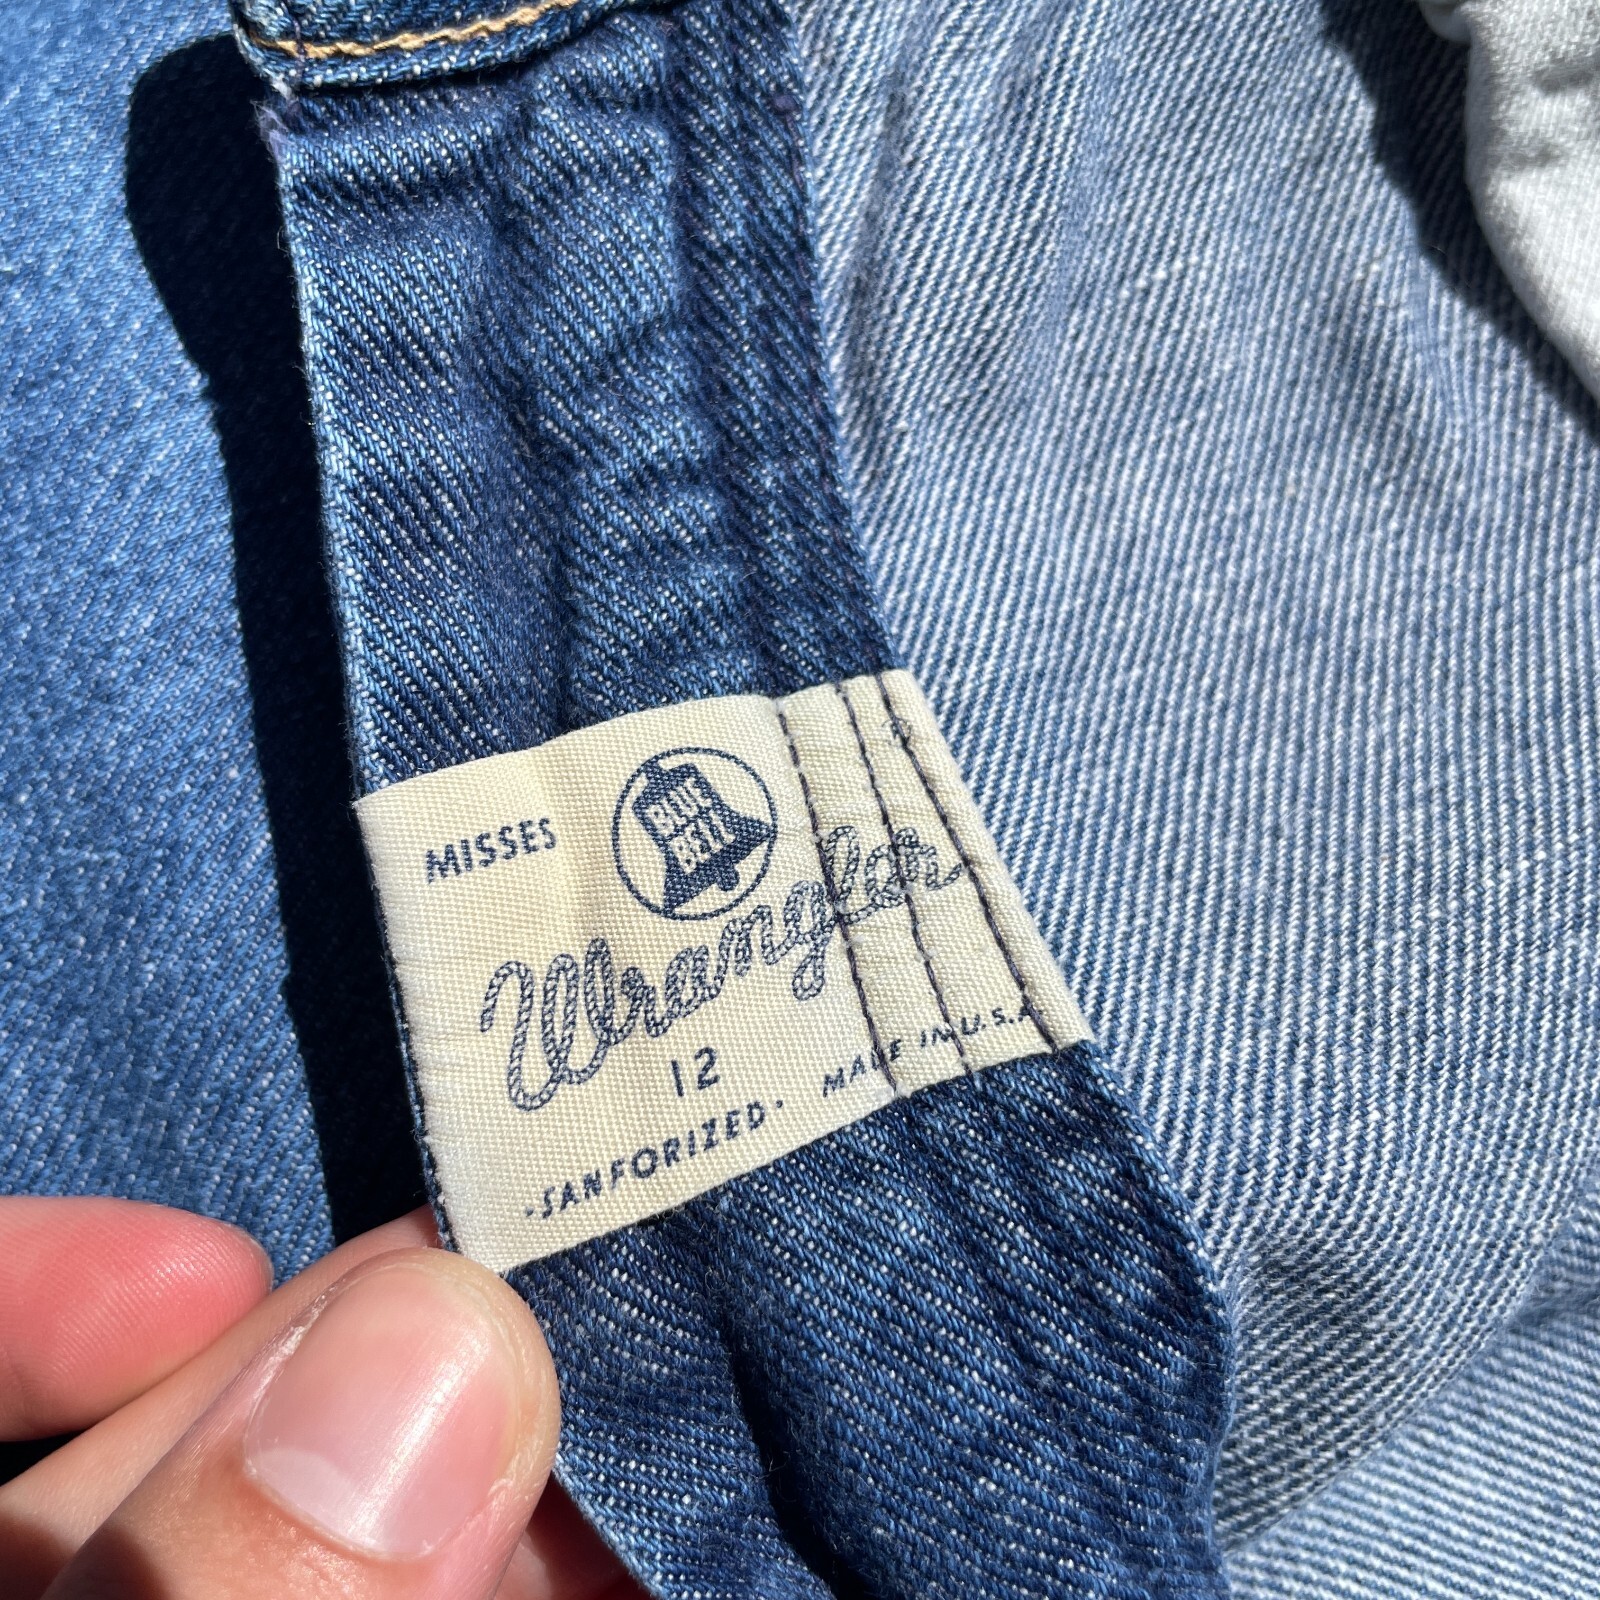 MISSES
BLUE
BELL
Wrangler
12
·SANFORIZED· MADE IN U.S.A.